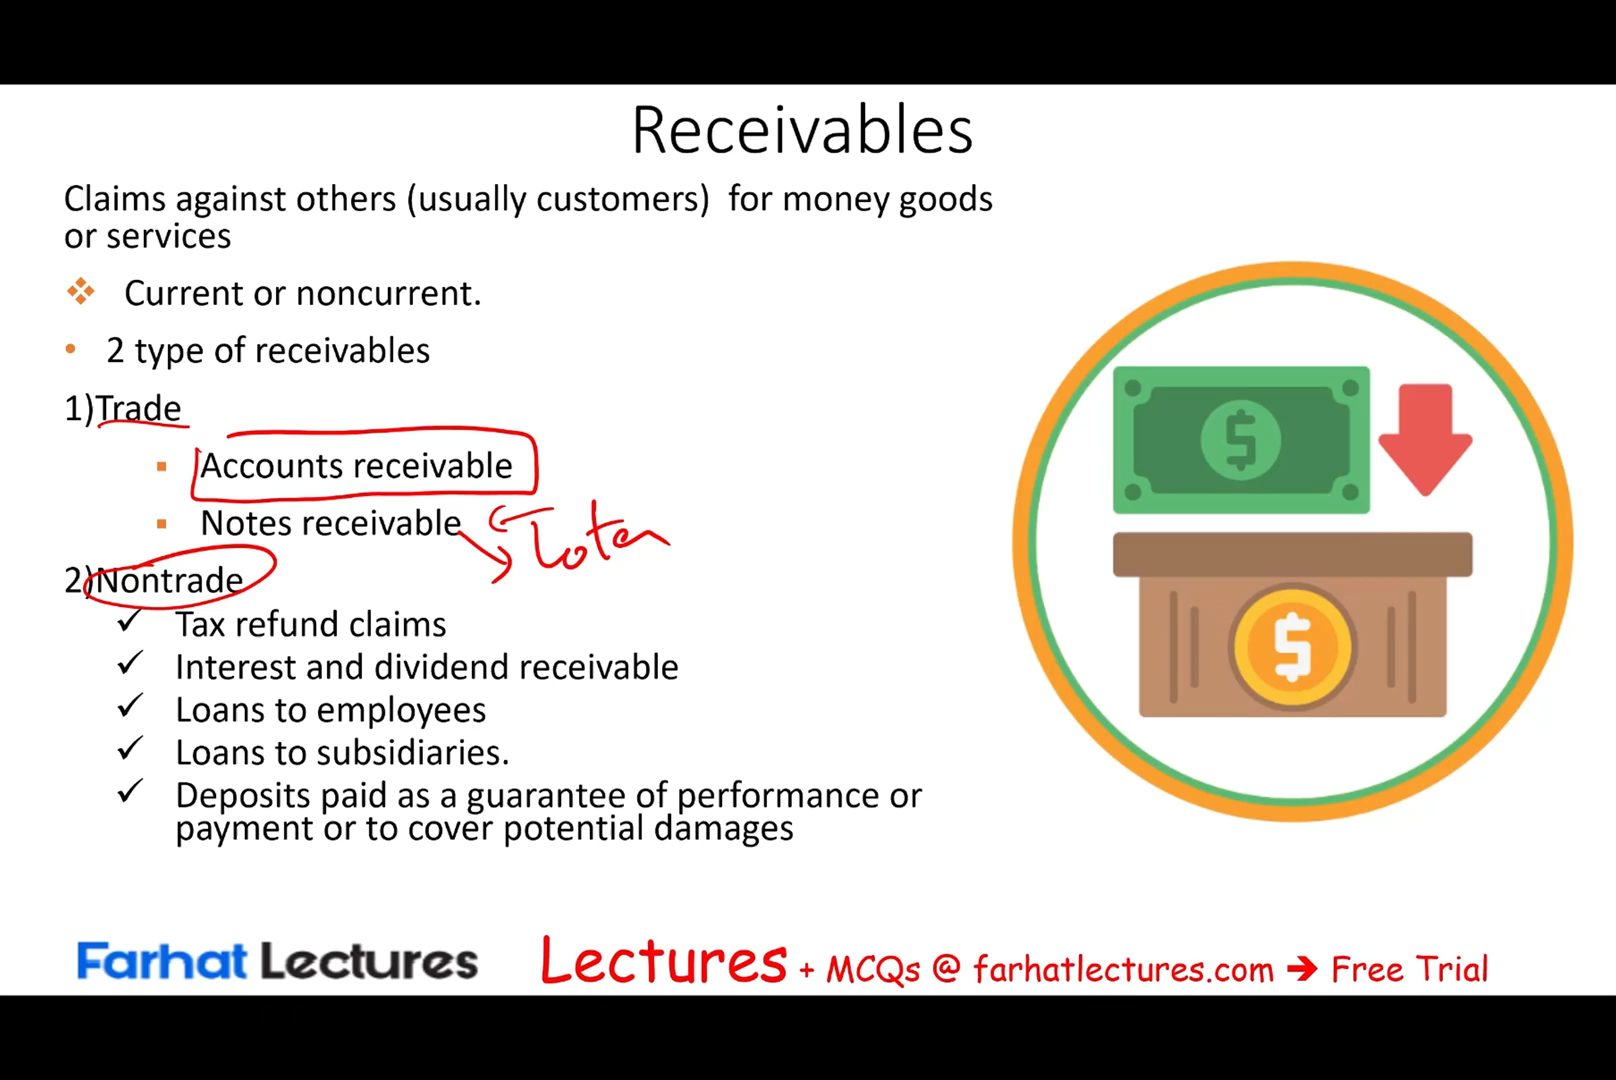 Receivables
Claims against others (usually customers) for money goods
or services
❖ Current or noncurrent.
• 2 type of receivables
1)Trade
▪ Accounts receivable
▪ Notes receivable
Later
2)Nontrade
✓ Tax refund claims
✓ Interest and dividend receivable
✓ Loans to employees
✓ Loans to subsidiaries.
✓ Deposits paid as a guarantee of performance or
payment or to cover potential damages
$
$
Farhat Lectures
Lectures + MCQs @ farhatlectures.com ➔ Free Trial